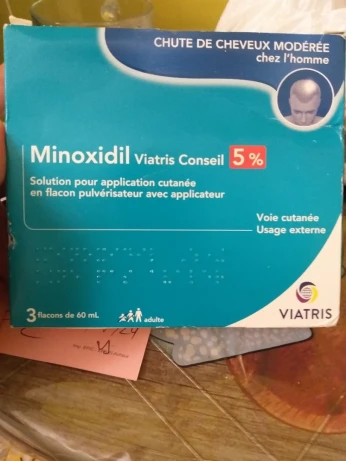 CHUTE DE CHEVEUX MODÉRÉE
chez l'homme
Minoxidil Viatris Conseil 5 %
Solution pour application cutanée
en flacon pulvérisateur avec applicateur
Voie cutanée
Usage externe
3 flacons de 60 mL
adulte
VIATRIS